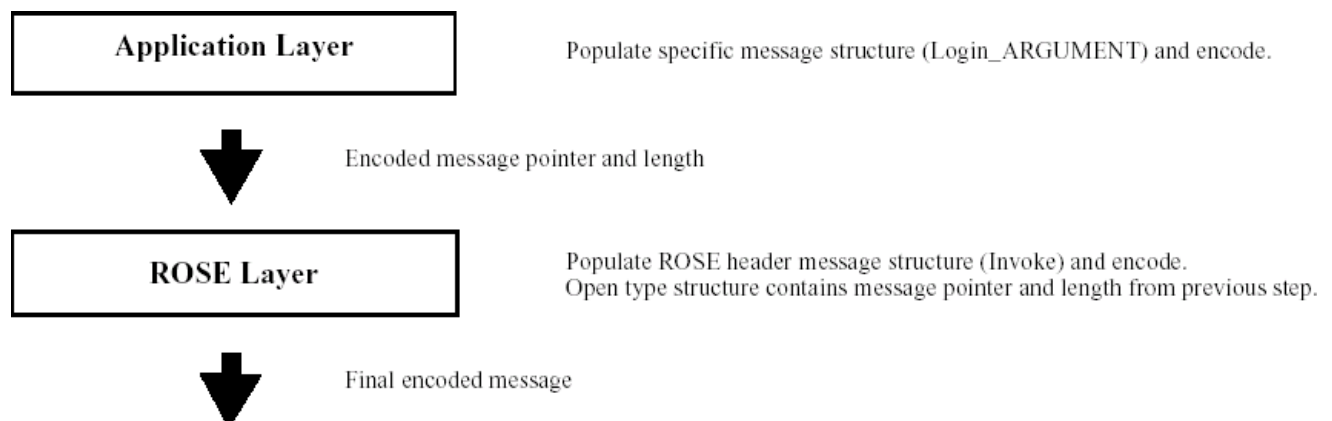 Application Layer
Populate specific message structure (Login_ARGUMENT) and encode.
Encoded message pointer and length
ROSE Layer
Populate ROSE header message structure (Invoke) and encode.
Open type structure contains message pointer and length from previous step.
Final encoded message